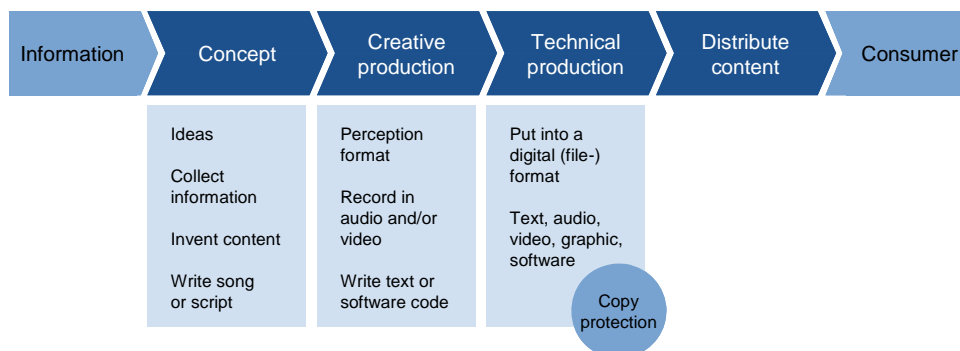 Information
Concept
Creative
production
Technical
production
Distribute
content
Consumer
Ideas
Collect
information
Invent content
Write song
or script
Perception
format
Record in
audio and/or
video
Write text or
software code
Put into a
digital (file-)
format
Text, audio,
video, graphic,
software
Copy
protection